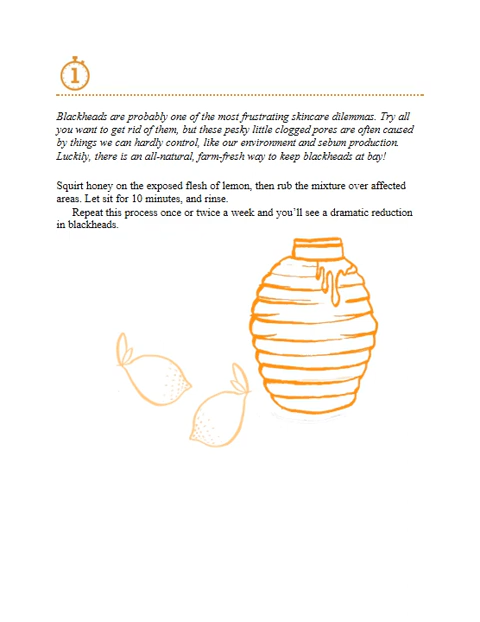 1
Blackheads are probably one of the most frustrating skincare dilemmas. Try all
you want to get rid of them, but these pesky little clogged pores are often caused
by things we can hardly control, like our environment and sebum production.
Luckily, there is an all-natural, farm-fresh way to keep blackheads at bay!
Squirt honey on the exposed flesh of lemon, then rub the mixture over affected
areas. Let sit for 10 minutes, and rinse.
Repeat this process once or twice a week and you’ll see a dramatic reduction
in blackheads.